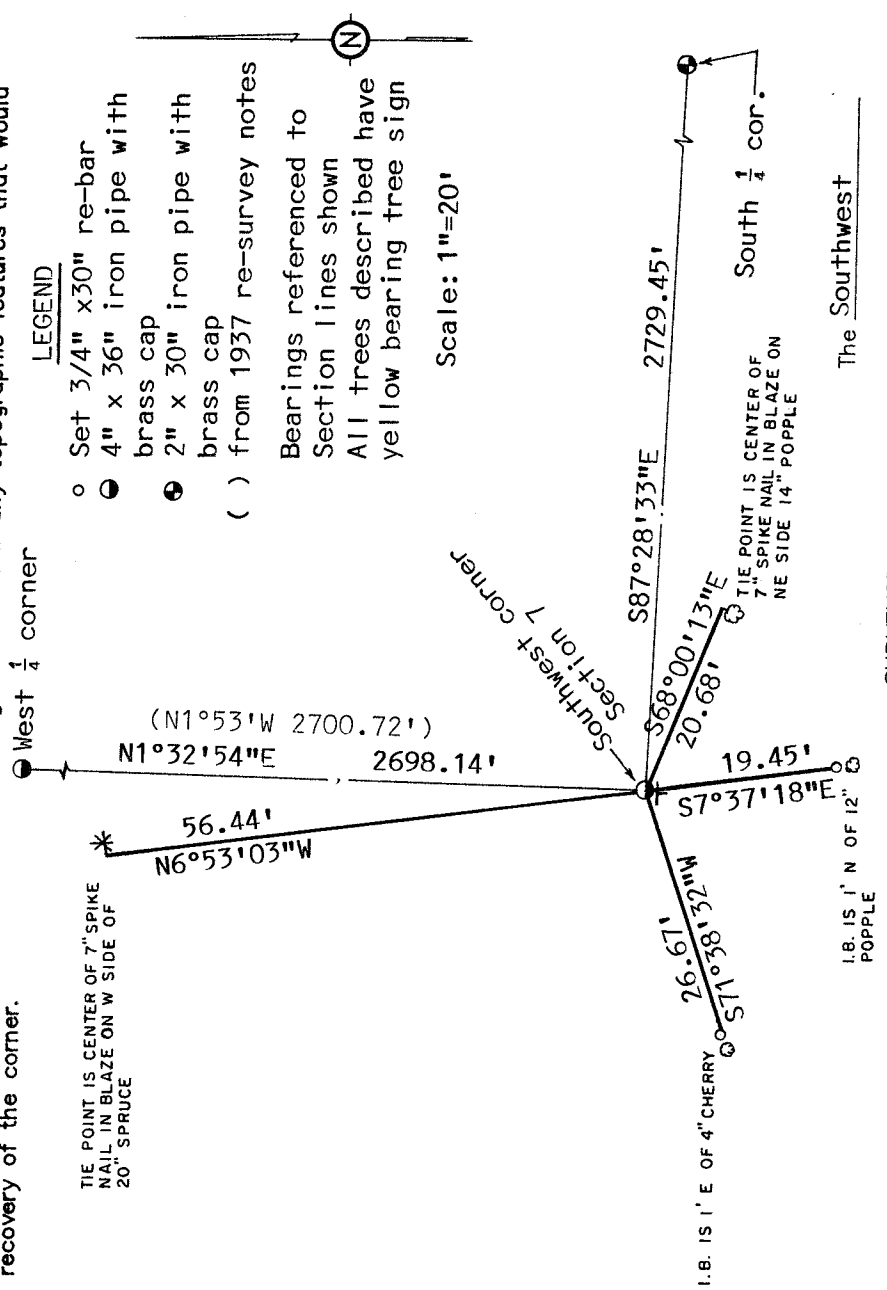 recovery of the corner.
topographic features that would
West 1/4 corner
LEGEND
○ Set 3/4" x30" re-bar
4" x 36" iron pipe with
brass cap
2" x 30" iron pipe with
brass cap
( ) from 1937 re-survey notes
Bearings referenced to
Section lines shown
All trees described have
yellow bearing tree sign
Scale: 1"=20'
N
(N1°53'W 2700.72')
N1°32'54"E 2698.14'
56.44'
N6°53'03"W
TIE POINT IS CENTER OF 7" SPIKE
NAIL IN BLAZE ON W SIDE OF
20" SPRUCE
Southwest corner
Section 7
S87°28'33"E 2729.45'
South 1/4 cor.
S68°00'13"E
20.68'
TIE POINT IS CENTER OF
7" SPIKE NAIL IN BLAZE ON
NE SIDE 14" POPPLE
19.45'
S7°37'18"E
I.B. IS 1' N OF 12"
POPPLE
26.67'
S71°38'32"W
I.B. IS 1' E OF 4" CHERRY
The Southwest